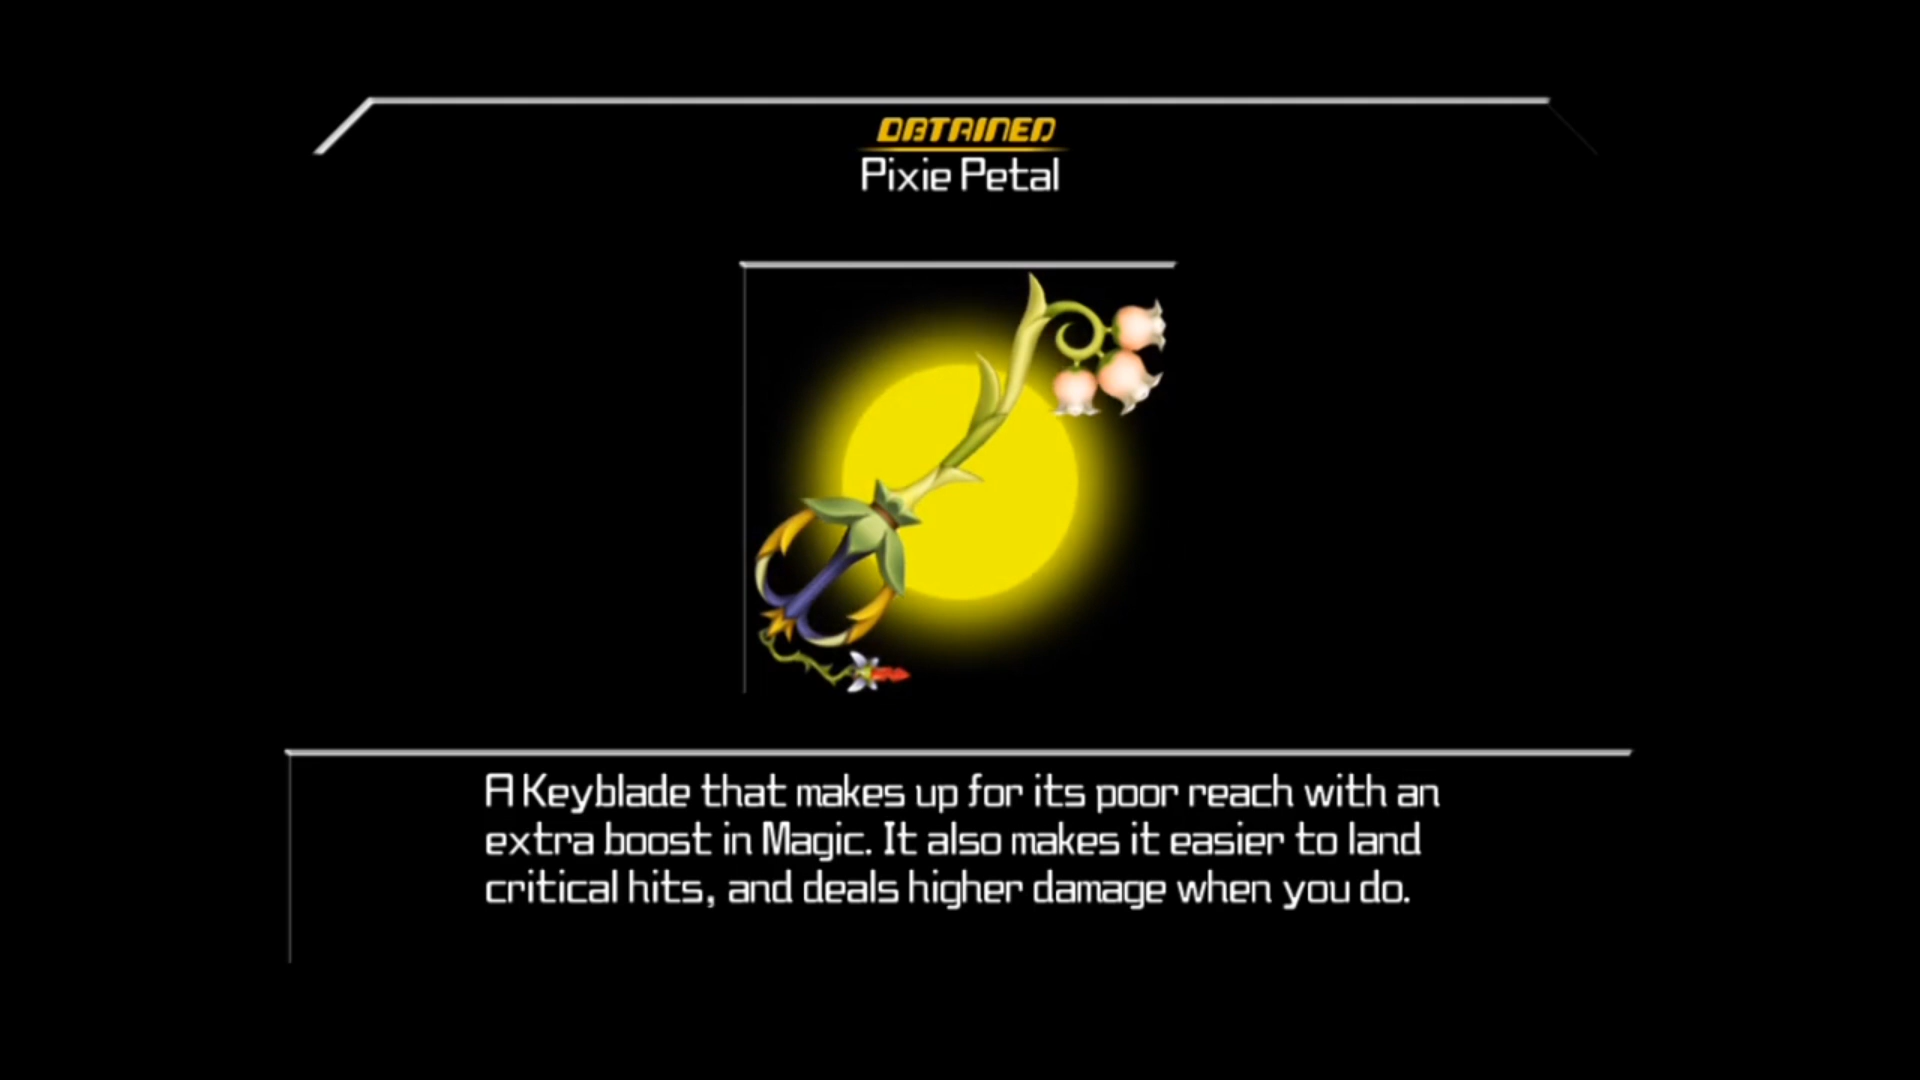 OBTAINED
Pixie Petal
A Keyblade that makes up for its poor reach with an
extra boost in Magic. It also makes it easier to land
critical hits, and deals higher damage when you do.